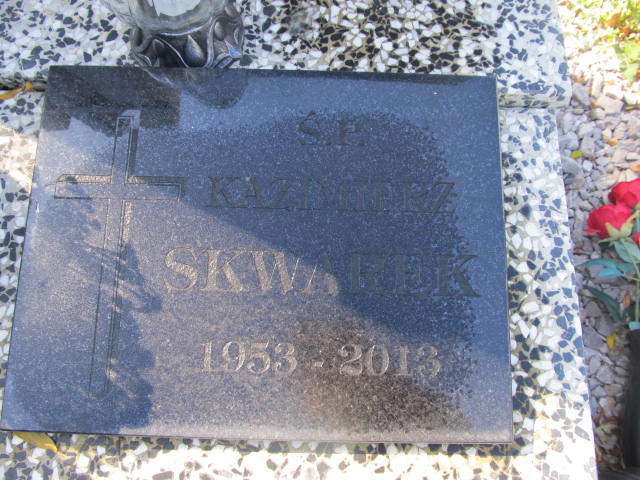 Ś.P.
KAZIMIERZ
SKWAREK
1953 - 2013